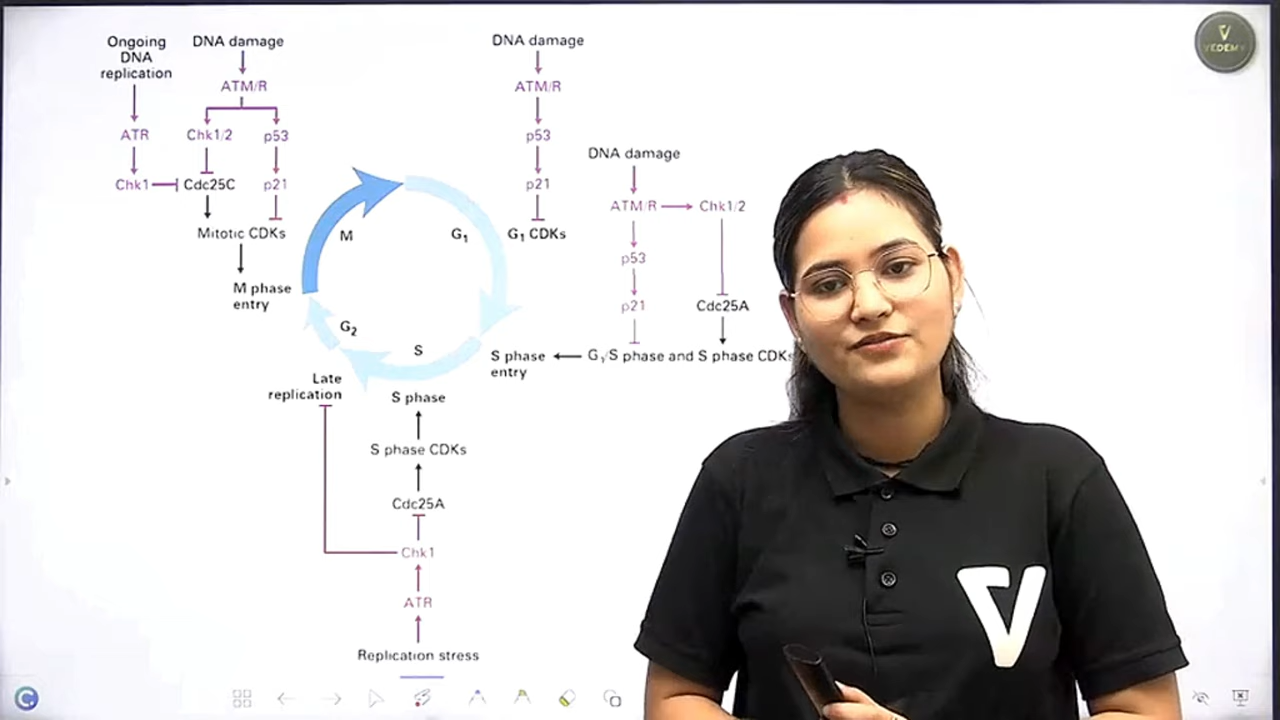 Ongoing
DNA
replication
DNA damage
ATM/R
ATR
Chk1/2
p53
Chk1
Cdc25C
p21
Mitotic CDKs
M phase
entry
DNA damage
ATM/R
p53
p21
G1 CDKs
DNA damage
ATM/R
Chk1/2
p53
p21
Cdc25A
S phase
entry
G1/S phase and S phase CDKs
M
G1
G2
S
Late
replication
S phase
S phase CDKs
Cdc25A
Chk1
ATR
Replication stress
VEDEMY